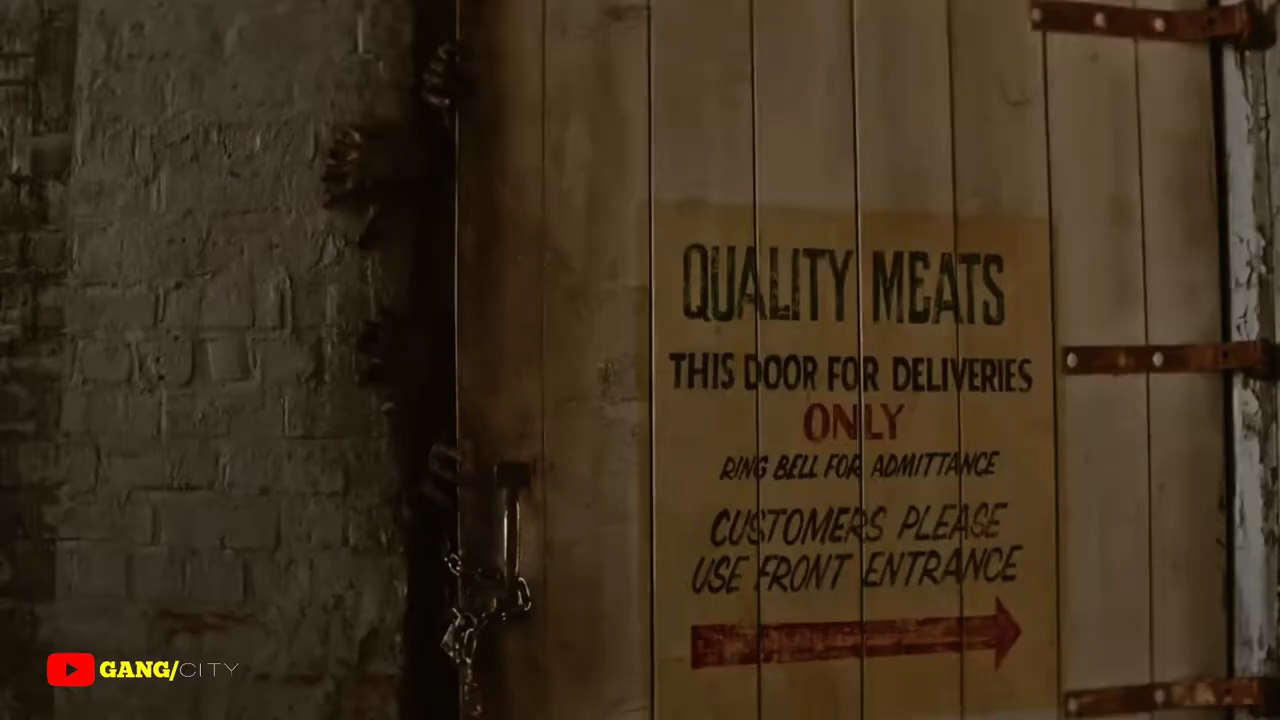 QUALITY MEATS
THIS DOOR FOR DELIVERIES
ONLY
RING BELL FOR ADMITTANCE
CUSTOMERS PLEASE
USE FRONT ENTRANCE
GANG/CITY